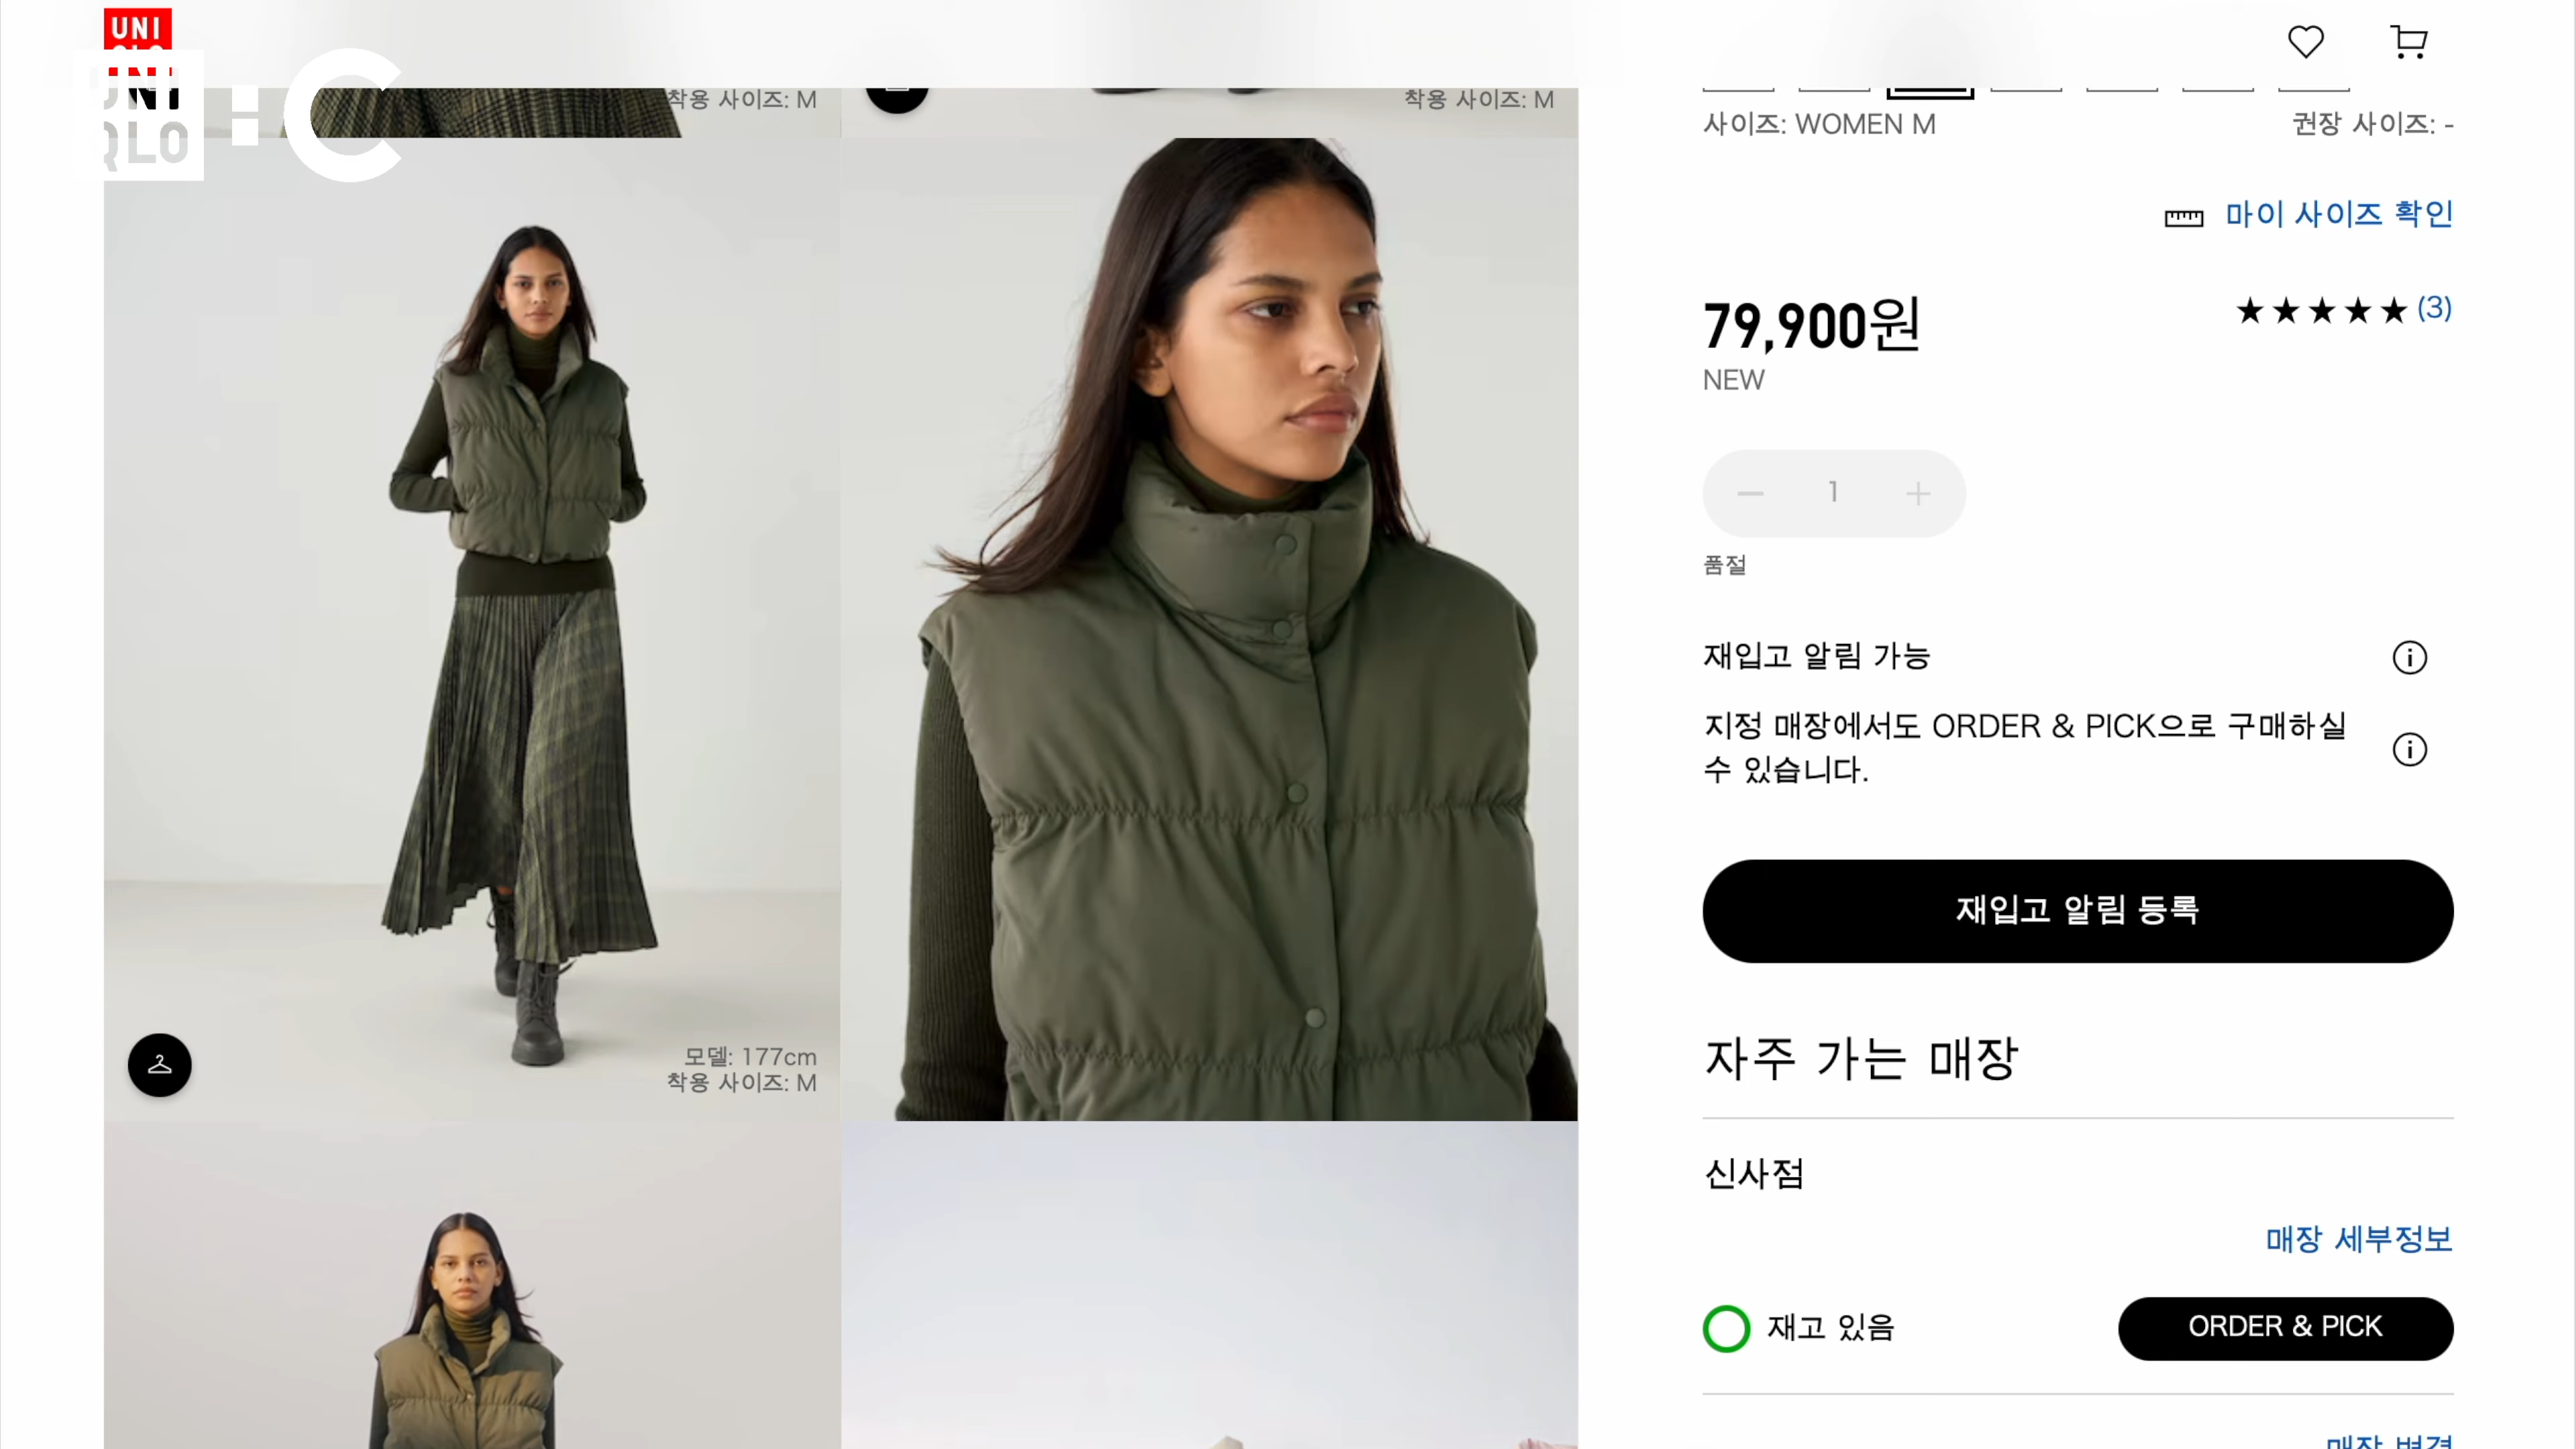 UNI
UNI
QLO
: C
착용 사이즈: M
착용 사이즈: M
모델: 177cm
착용 사이즈: M
사이즈: WOMEN M
권장 사이즈: -
마이 사이즈 확인
79,900원
★★★★★ (3)
NEW
1
품절
재입고 알림 가능
지정 매장에서도 ORDER & PICK으로 구매하실
수 있습니다.
재입고 알림 등록
자주 가는 매장
신사점
매장 세부정보
재고 있음
ORDER & PICK